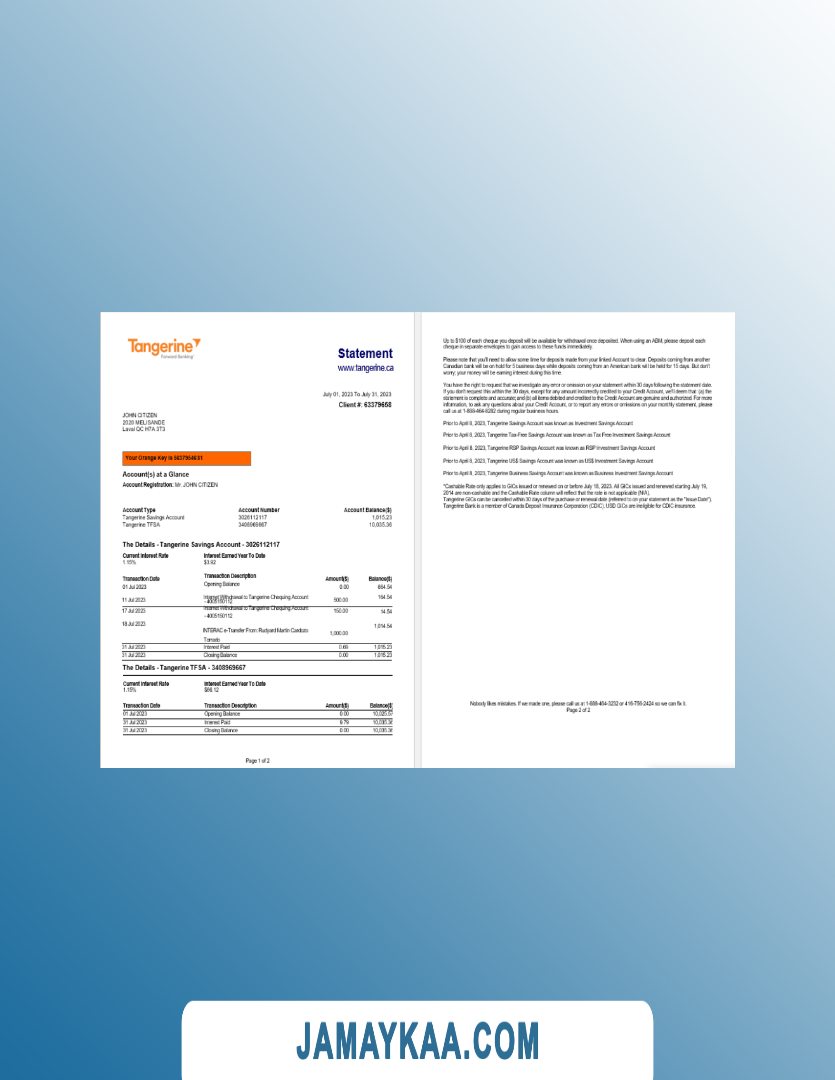 Tangerine
Forward Banking
Statement
www.tangerine.ca
July 01, 2023 To July 31, 2023
Client #: 63379658
JOHN CITIZEN
2020 MELISANDE
Laval QC H7A 3T3
Your Orange Key is
Account(s) at a Glance
Account Registration: Mr. JOHN CITIZEN
Account Type Account Number Account Balance($)
Tangerine Savings Account 3026112117 1,015.23
Tangerine TFSA 3408969667 10,035.36
The Details - Tangerine Savings Account - 3026112117
Current Interest Rate Interest Earned Year To Date
1.15% $3.92
Transaction Date Transaction Description Amount($) Balance($)
01 Jul 2023 Opening Balance 0.00 664.54
11 Jul 2023 Internet Withdrawal to Tangerine Chequing Account 500.00 164.54
- 4005150112
17 Jul 2023 Internet Withdrawal to Tangerine Chequing Account 150.00 14.54
- 4005150112
18 Jul 2023 INTERAC e-Transfer From: Rudyard Martin Cardozo 1,000.00 1,014.54
Torrado
31 Jul 2023 Interest Paid 0.69 1,015.23
31 Jul 2023 Closing Balance 0.00 1,015.23
The Details - Tangerine TFSA - 3408969667
Current Interest Rate Interest Earned Year To Date
1.15% $66.12
Transaction Date Transaction Description Amount($) Balance($)
01 Jul 2023 Opening Balance 0.00 10,025.57
31 Jul 2023 Interest Paid 9.79 10,035.36
31 Jul 2023 Closing Balance 0.00 10,035.36
Page 1 of 2
Up to $100 of each cheque you deposit will be available for withdrawal once deposited. When using an ABM, please deposit each
cheque in separate envelopes to gain access to these funds immediately.
Please note that you'll need to allow some time for deposits made from your linked Account to clear. Deposits coming from another
Canadian bank will be on hold for 5 business days while deposits coming from an American bank will be held for 15 days. But don't
worry; your money will be earning interest during this time.
You have the right to request that we investigate any error or omission on your statement within 30 days following the statement date.
If you don't request this within the 30 days, except for any amount incorrectly credited to your Account, we'll deem that: (a) the
statement is complete and accurate; and (b) all items debited and credited to the Credit Account are genuine and authorized. For more
information, to ask any questions about your Credit Account, or to report any errors or omissions on your monthly statement, please
call us at 1-888-464-8282 during regular business hours.
Prior to April 8, 2023, Tangerine Savings Account was known as Investment Savings Account
Prior to April 8, 2023, Tangerine Tax-Free Savings Account was known as Tax Free Investment Savings Account
Prior to April 8, 2023, Tangerine RSP Savings Account was known as RSP Investment Savings Account
Prior to April 8, 2023, Tangerine US$ Savings Account was known as US$ Investment Savings Account
Prior to April 8, 2023, Tangerine Business Savings Account was known as Business Investment Savings Account
*Cashable Rate only applies to GICs issued or renewed on or before July 18, 2023. All GICs issued and renewed starting July 19,
2014 are non-cashable and the Cashable Rate column will reflect that the rate is not applicable (N/A).
Tangerine GICs can be cancelled within 30 days of the purchase or renewal date (referred to on your statement as the "Issue Date").
Tangerine Bank is a member of Canada Deposit Insurance Corporation (CDIC). USD GICs are ineligible for CDIC insurance.
Nobody likes mistakes. If we made one, please call us at 1-888-464-3232 or 416-756-2424 so we can fix it.
Page 2 of 2
JAMAYKAA.COM